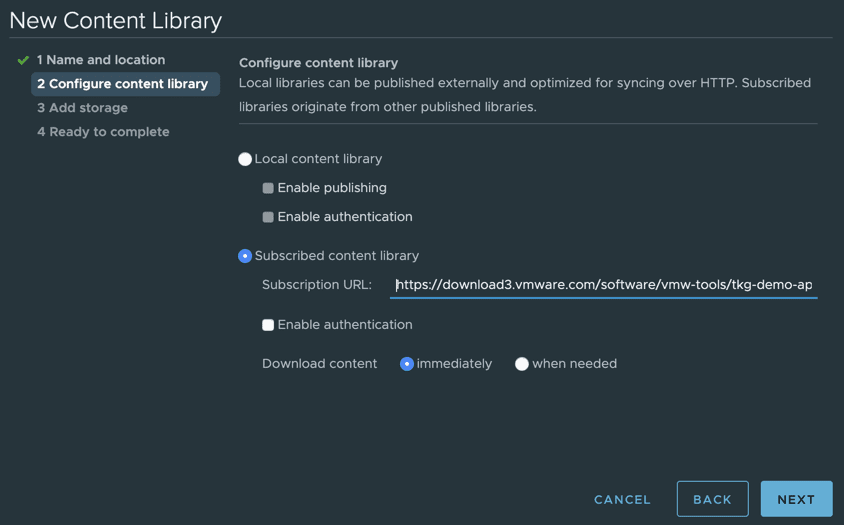 New Content Library
1 Name and location
2 Configure content library
3 Add storage
4 Ready to complete
Configure content library
Local libraries can be published externally and optimized for syncing over HTTP. Subscribed
libraries originate from other published libraries.
Local content library
Enable publishing
Enable authentication
Subscribed content library
Subscription URL: https://download3.vmware.com/software/vmw-tools/tkg-demo-ap
Enable authentication
Download content immediately when needed
CANCEL BACK NEXT